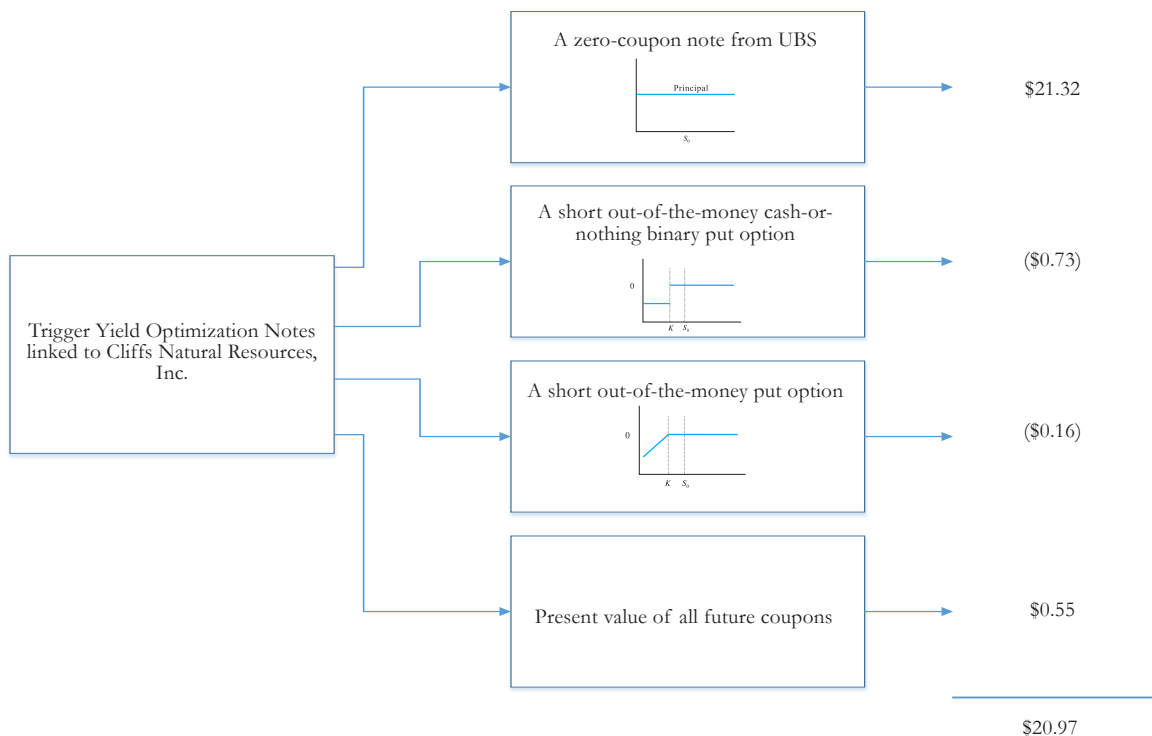 A zero-coupon note from UBS
Principal
S₀
$21.32
A short out-of-the-money cash-or-
nothing binary put option
0
K
S₀
($0.73)
Trigger Yield Optimization Notes
linked to Cliffs Natural Resources,
Inc.
A short out-of-the-money put option
0
K
S₀
($0.16)
Present value of all future coupons
$0.55
$20.97